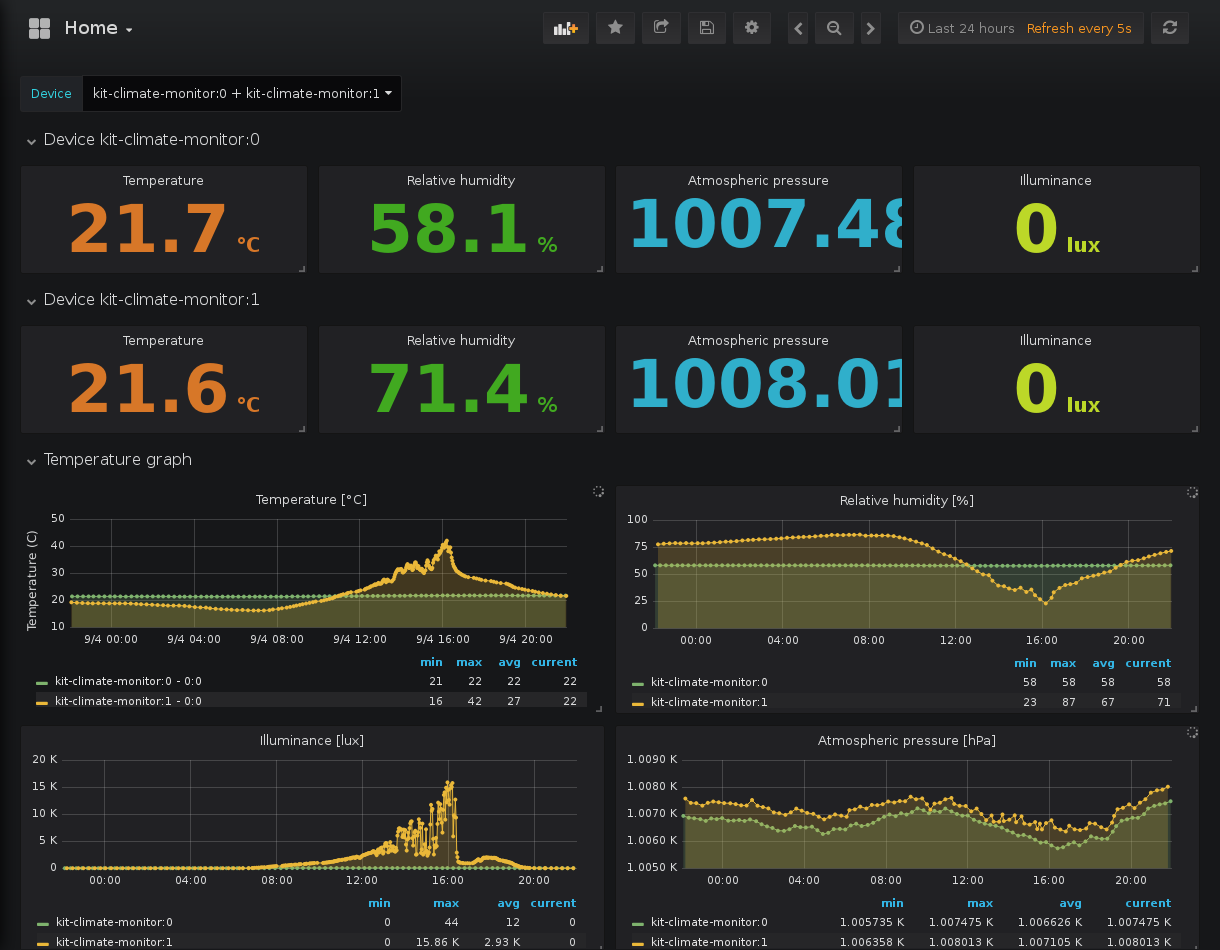 Home
Last 24 hours Refresh every 5s
Device kit-climate-monitor:0 + kit-climate-monitor:1
Device kit-climate-monitor:0
Temperature Relative humidity Atmospheric pressure Illuminance
21.7 °C 58.1 % 1007.48 0 lux
Device kit-climate-monitor:1
Temperature Relative humidity Atmospheric pressure Illuminance
21.6 °C 71.4 % 1008.01 0 lux
Temperature graph
Temperature [°C]
Temperature (C)
50
40
30
20
10
9/4 00:00 9/4 04:00 9/4 08:00 9/4 12:00 9/4 16:00 9/4 20:00
min max avg current
kit-climate-monitor:0 - 0:0 21 22 22 22
kit-climate-monitor:1 - 0:0 16 42 27 22
Relative humidity [%]
100
75
50
25
0
00:00 04:00 08:00 12:00 16:00 20:00
min max avg current
kit-climate-monitor:0 58 58 58 58
kit-climate-monitor:1 23 87 67 71
Illuminance [lux]
20 K
15 K
10 K
5 K
0
00:00 04:00 08:00 12:00 16:00 20:00
min max avg current
kit-climate-monitor:0 0 44 12 0
kit-climate-monitor:1 0 15.86 K 2.93 K 0
Atmospheric pressure [hPa]
1.0090 K
1.0080 K
1.0070 K
1.0060 K
1.0050 K
00:00 04:00 08:00 12:00 16:00 20:00
min max avg current
kit-climate-monitor:0 1.005735 K 1.007475 K 1.006626 K 1.007475 K
kit-climate-monitor:1 1.006358 K 1.008013 K 1.007105 K 1.008013 K